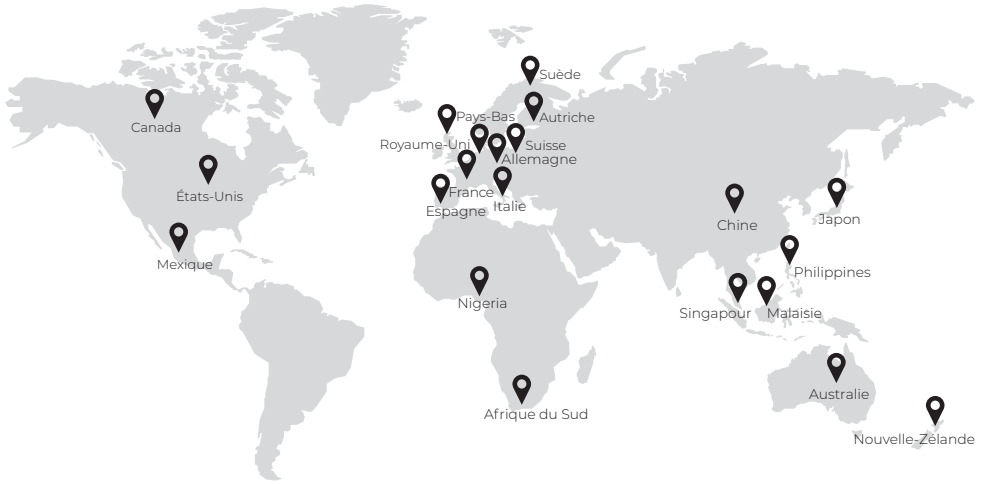 Suède
Canada
Pays-Bas
Autriche
Royaume-Uni
Suisse
Allemagne
États-Unis
France
Italie
Espagne
Chine
Japon
Mexique
Philippines
Nigeria
Singapour
Malaisie
Australie
Afrique du Sud
Nouvelle-Zélande